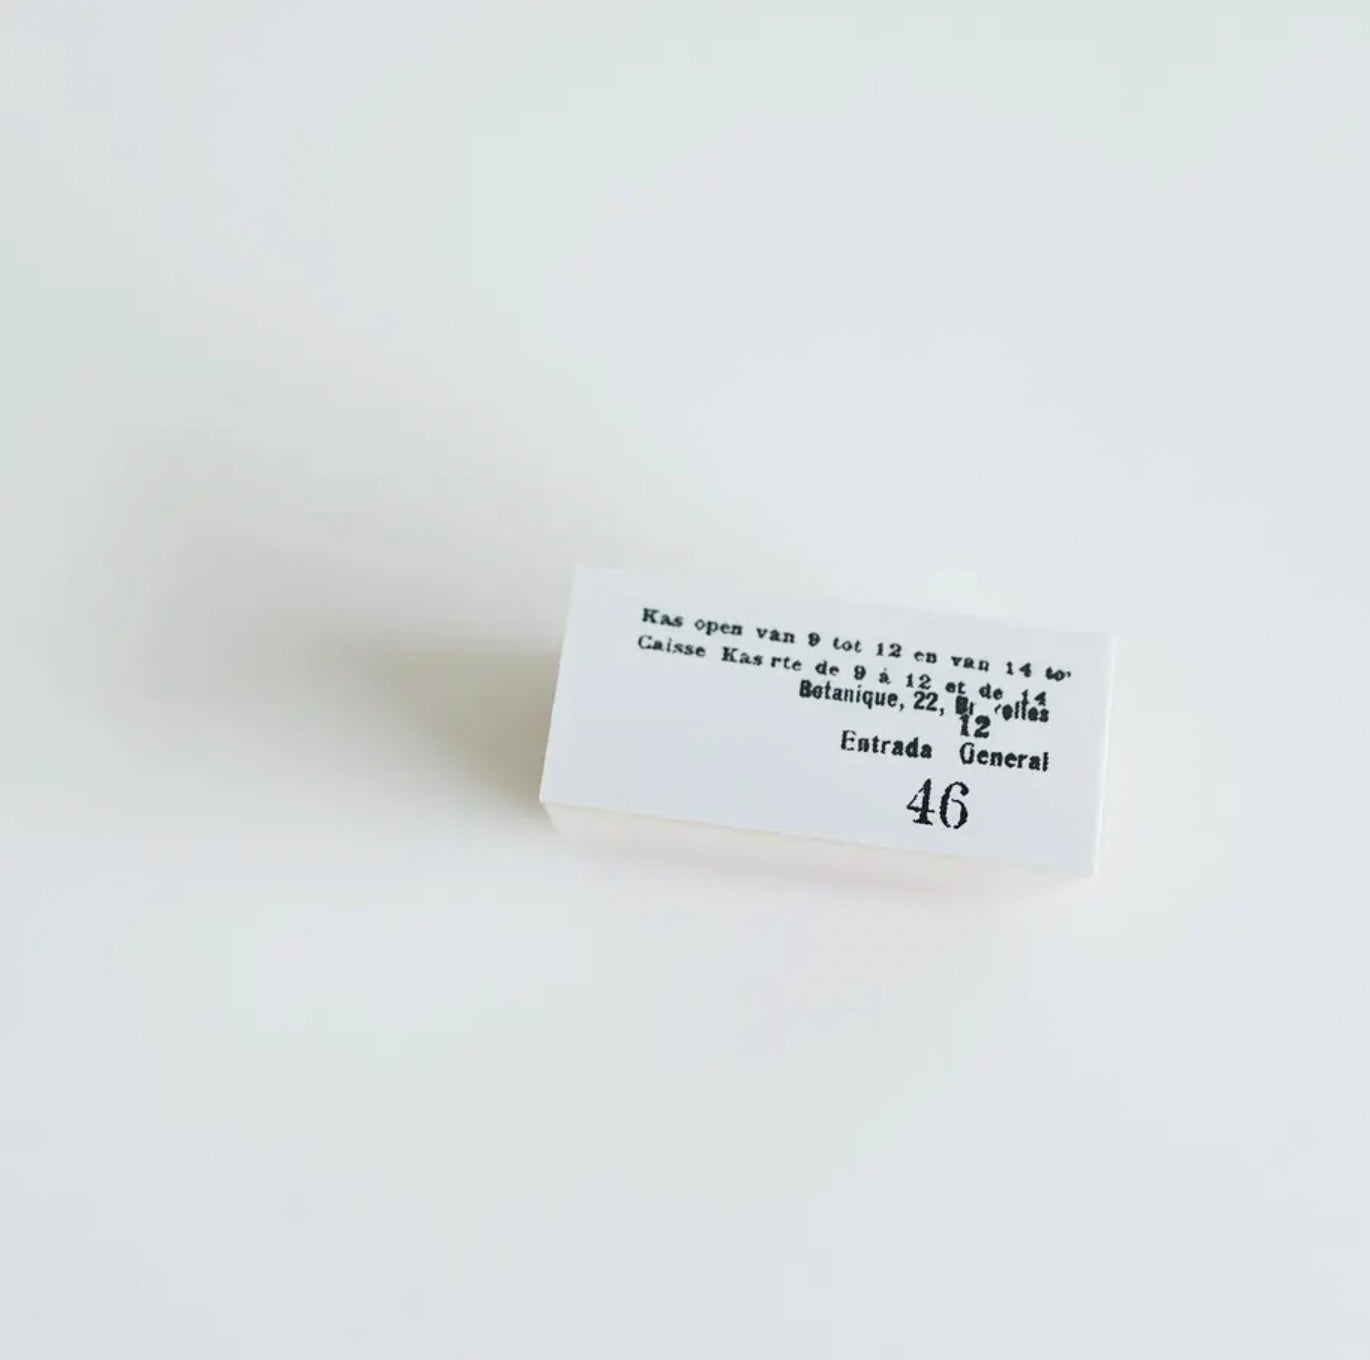 Kas open van 9 tot 12 en van 14 to
Caisse Kas rte de 9 à 12 et de 14
Botanique, 22,
12
Entrada General
46